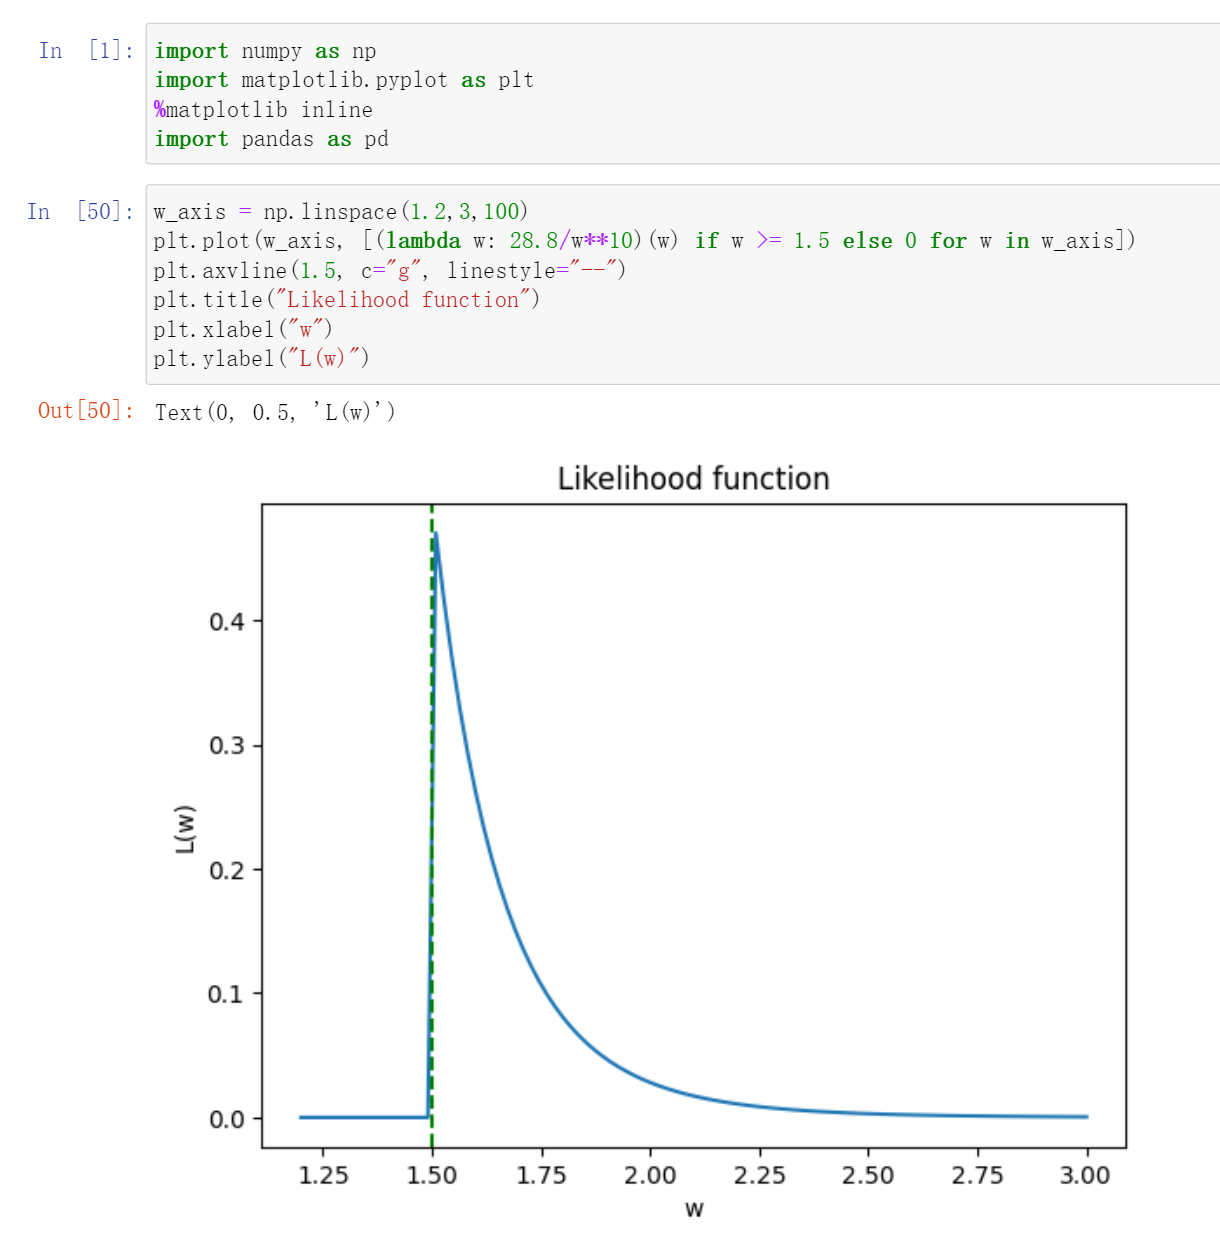 In [1]:
import numpy as np
import matplotlib.pyplot as plt
%matplotlib inline
import pandas as pd
In [50]:
w_axis = np.linspace(1.2,3,100)
plt.plot(w_axis, [(lambda w: 28.8/w**10)(w) if w >= 1.5 else 0 for w in w_axis])
plt.axvline(1.5, c="g", linestyle="--")
plt.title("Likelihood function")
plt.xlabel("w")
plt.ylabel("L(w)")
Out[50]: Text(0, 0.5, 'L(w)')
Likelihood function
L(w)
0.4
0.3
0.2
0.1
0.0
1.25 1.50 1.75 2.00 2.25 2.50 2.75 3.00
w